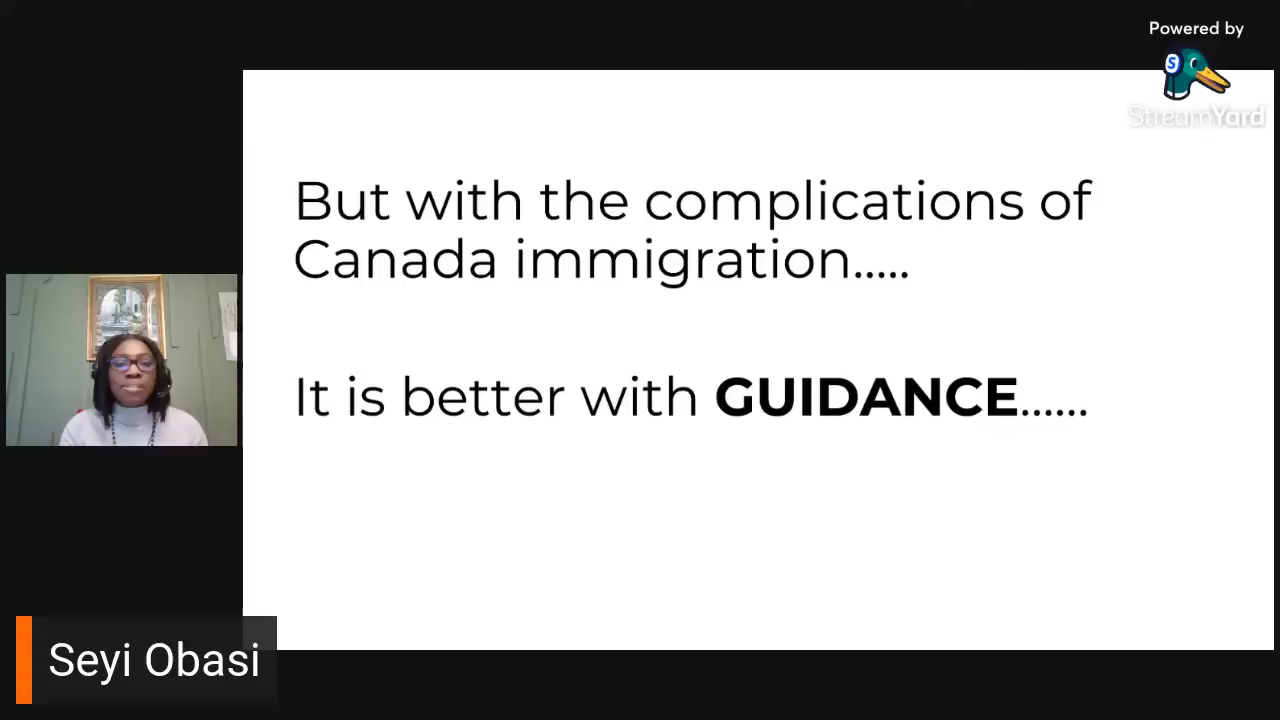 Powered by
S
StreamYard
But with the complications of
Canada immigration.....
It is better with GUIDANCE......
Seyi Obasi